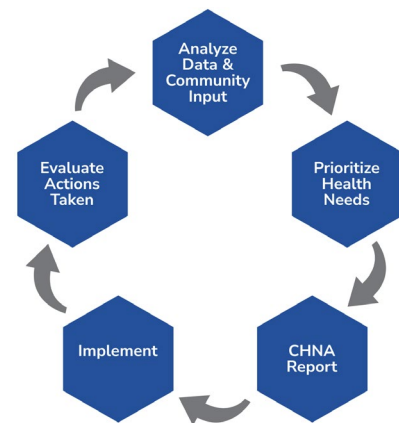 Analyze
Data &
Community
Input
Prioritize
Health
Needs
CHNA
Report
Implement
Evaluate
Actions
Taken